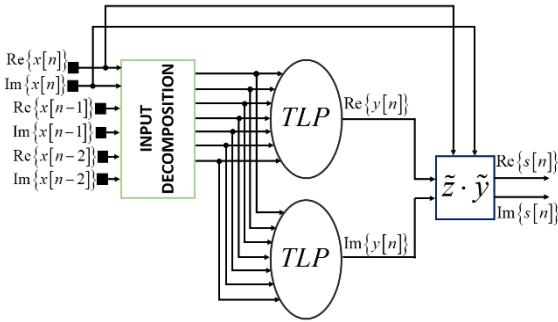 Re{x[n]}
Im{x[n]}
Re{x[n−1]}
Im{x[n−1]}
Re{x[n−2]}
Im{x[n−2]}
INPUT
DECOMPOSITION
TLP
Re{y[n]}
TLP
Im{y[n]}
z̃ · ỹ
Re{s[n]}
Im{s[n]}